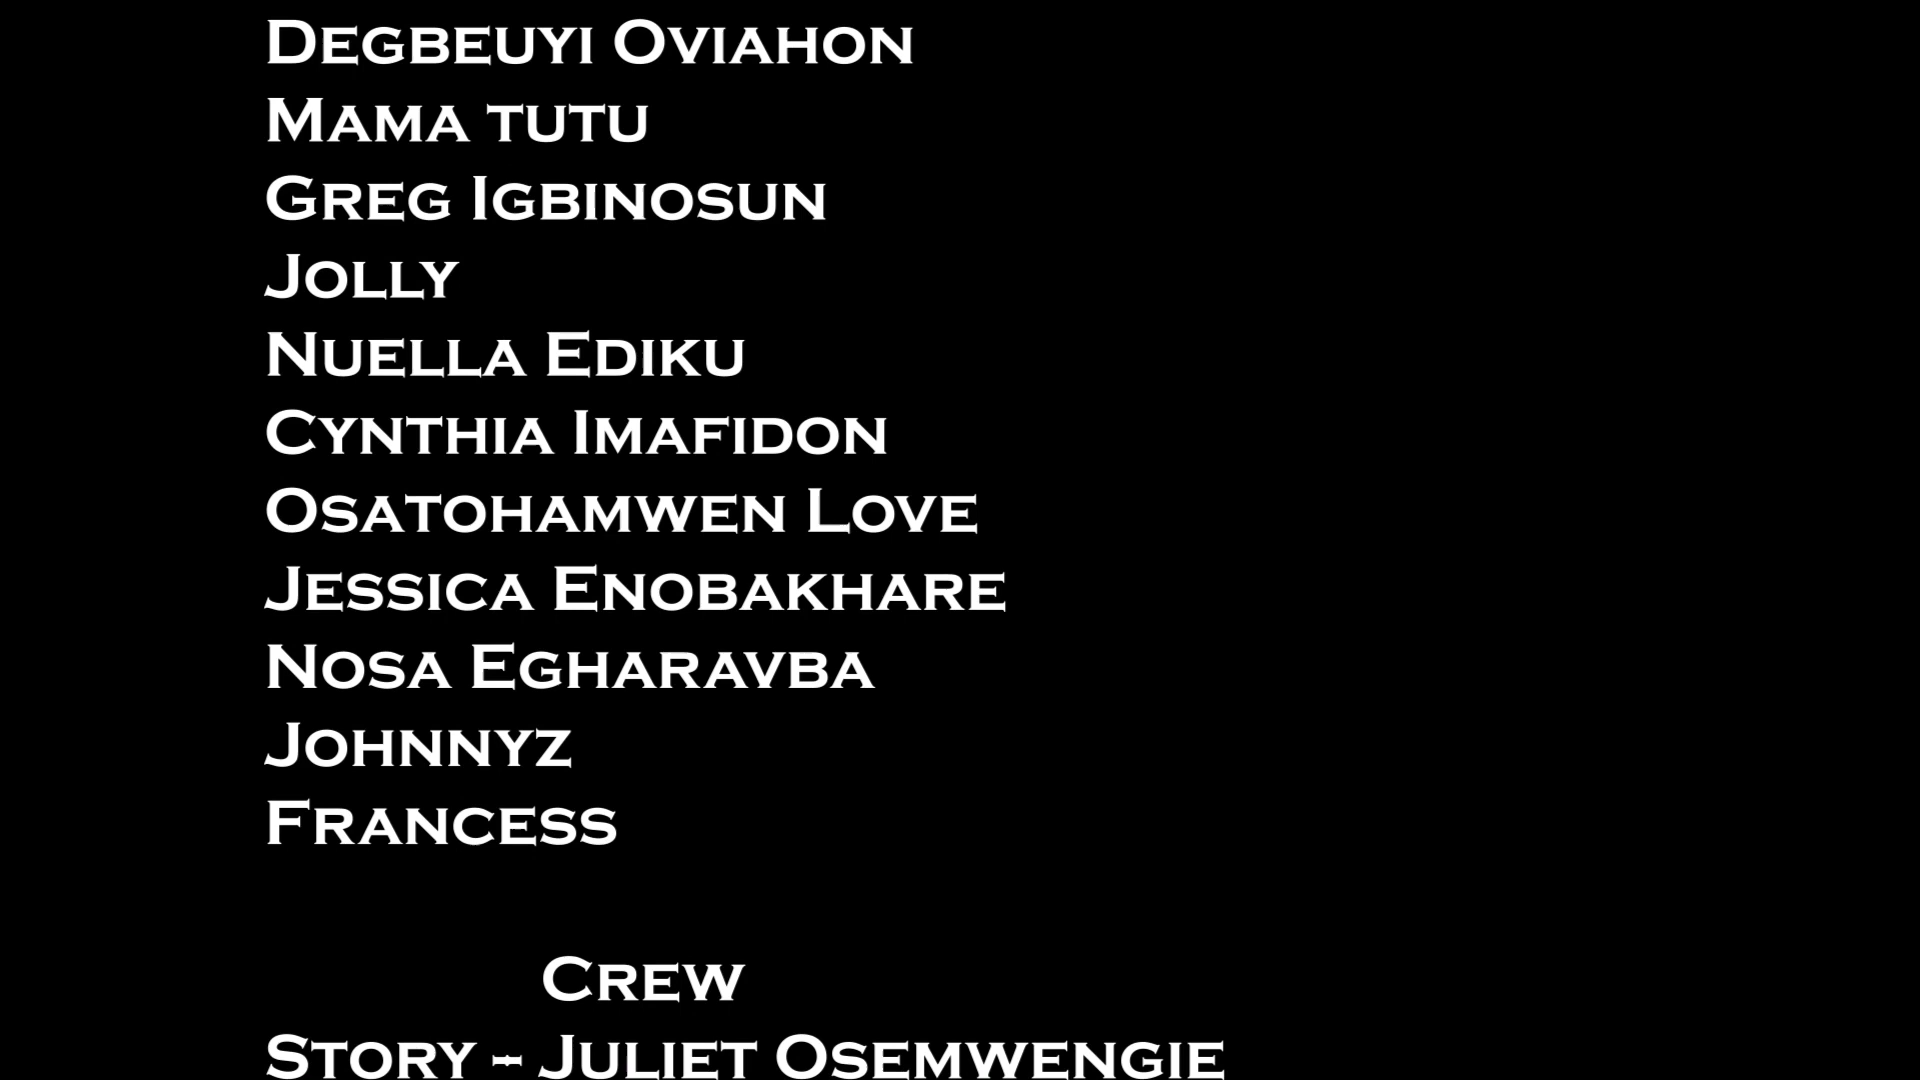 Degbeuyi Oviahon
Mama tutu
Greg Igbinosun
Jolly
Nuella Ediku
Cynthia Imafidon
Osatohamwen Love
Jessica Enobakhare
Nosa Egharavba
Johnnyz
Francess
Crew
Story -- Juliet Osemwengie